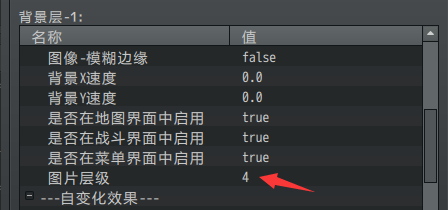 背景层-1:
名称 值
图像-模糊边缘 false
背景X速度 0.0
背景Y速度 0.0
是否在地图界面中启用 true
是否在战斗界面中启用 true
是否在菜单界面中启用 true
图片层级 4
---自变化效果---